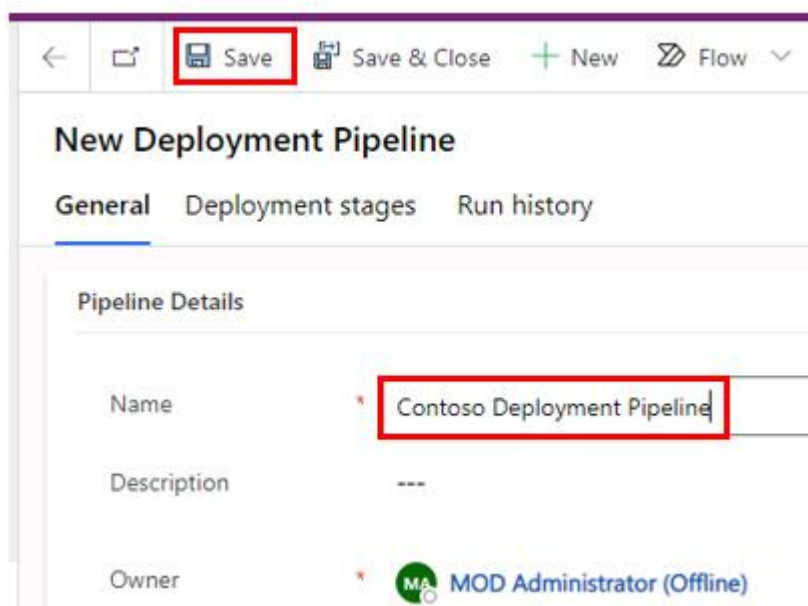 Save Save & Close New Flow
New Deployment Pipeline
General Deployment stages Run history
Pipeline Details
Name * Contoso Deployment Pipeline
Description ---
Owner * MA MOD Administrator (Offline)